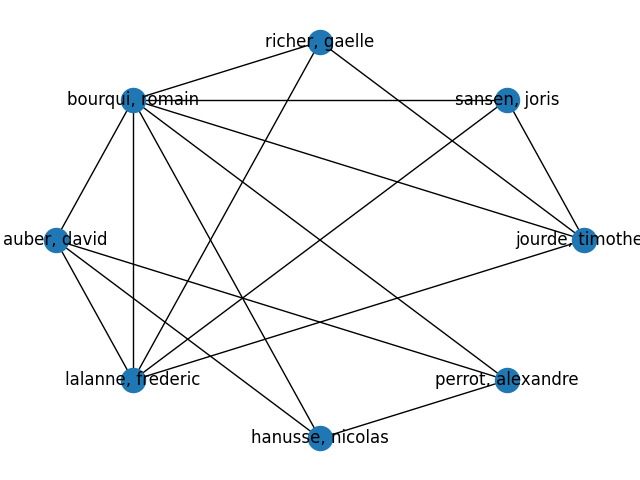 richer, gaelle
bourqui, romain
sansen, joris
auber, david
jourde, timothe
lalanne, frederic
perrot, alexandre
hanusse, nicolas